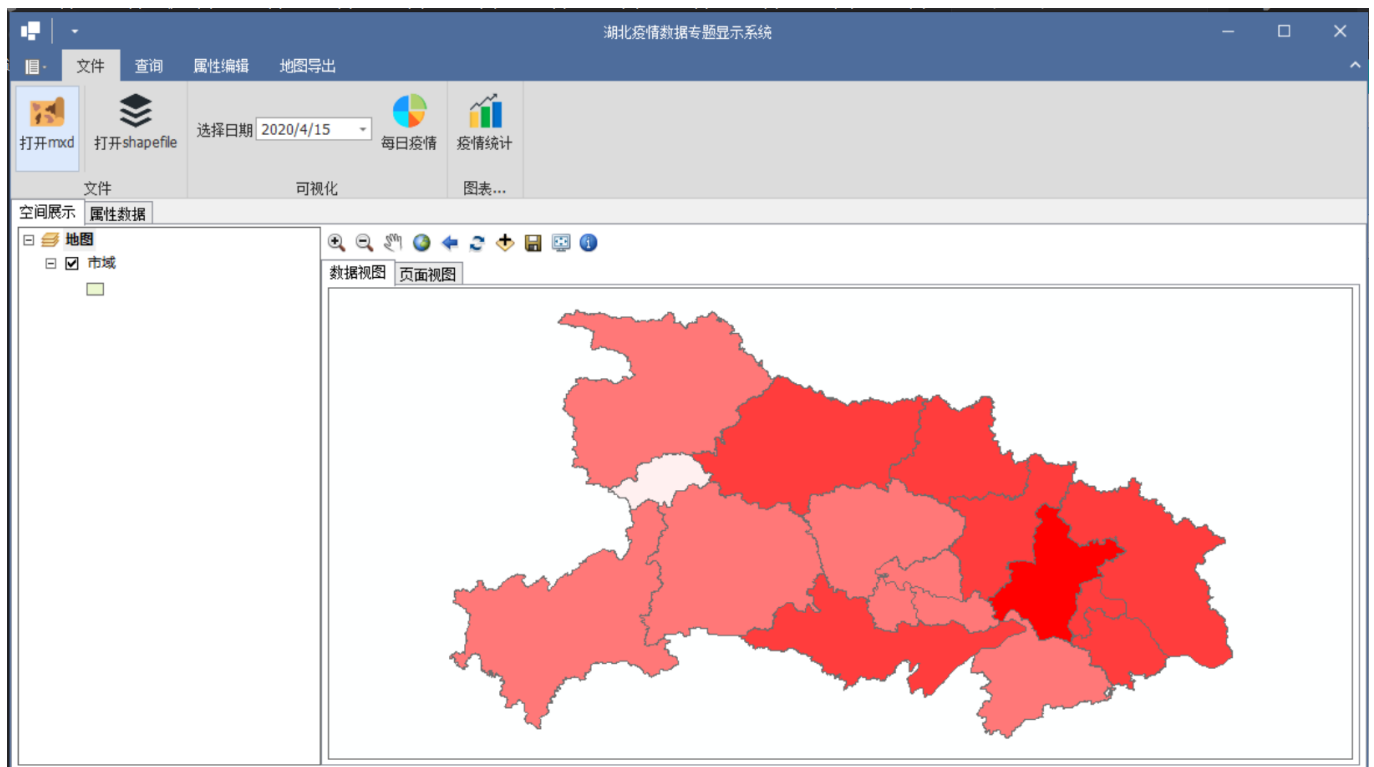 湖北疫情数据专题显示系统
文件 查询 属性编辑 地图导出
打开mxd 打开shapefile 选择日期 2020/4/15 每日疫情 疫情统计
文件 可视化 图表...
空间展示 属性数据
地图
市域
数据视图 页面视图